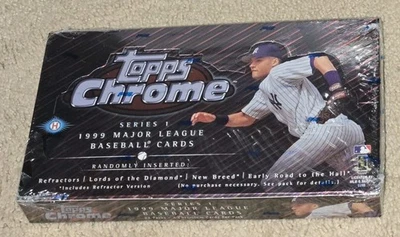 Topps
Chrome
SERIES 1
1999 MAJOR LEAGUE
BASEBALL CARDS
RANDOMLY INSERTED:
Refractors | Lords of the Diamond* | New Breed* | Early Road to the Hall*
*Includes Refractor Version
(No purchase necessary. See pack for details.)
SERIES 1
Topps
Chrome
1999 MAJOR LEAGUE
BASEBALL CARDS